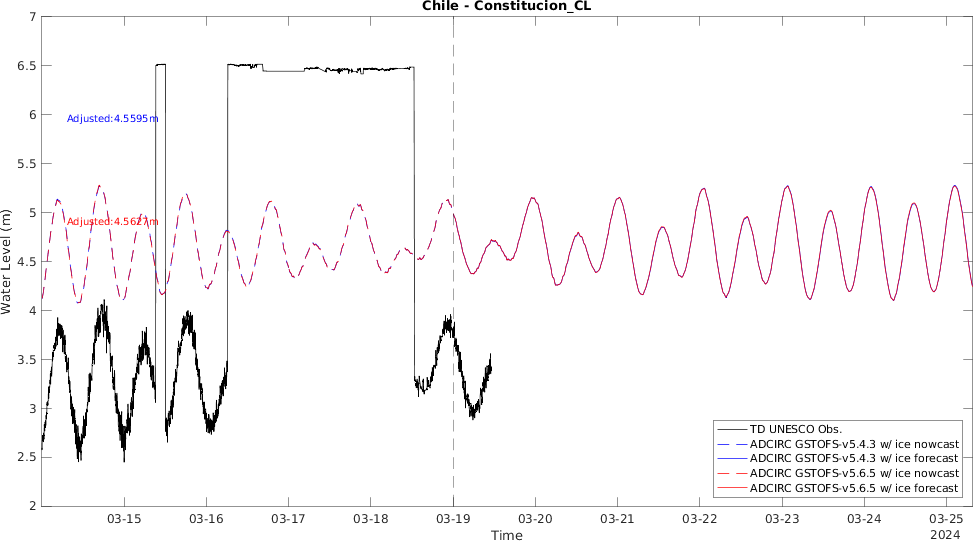 Chile - Constitucion_CL
7
6.5
6
5.5
5
4.5
4
3.5
3
2.5
2
Water Level (m)
Adjusted:4.5595m
Adjusted:4.5627m
TD UNESCO Obs.
ADCIRC GSTOFS-v5.4.3 w/ ice nowcast
ADCIRC GSTOFS-v5.4.3 w/ ice forecast
ADCIRC GSTOFS-v5.6.5 w/ ice nowcast
ADCIRC GSTOFS-v5.6.5 w/ ice forecast
03-15 03-16 03-17 03-18 03-19 03-20 03-21 03-22 03-23 03-24 03-25
Time
2024